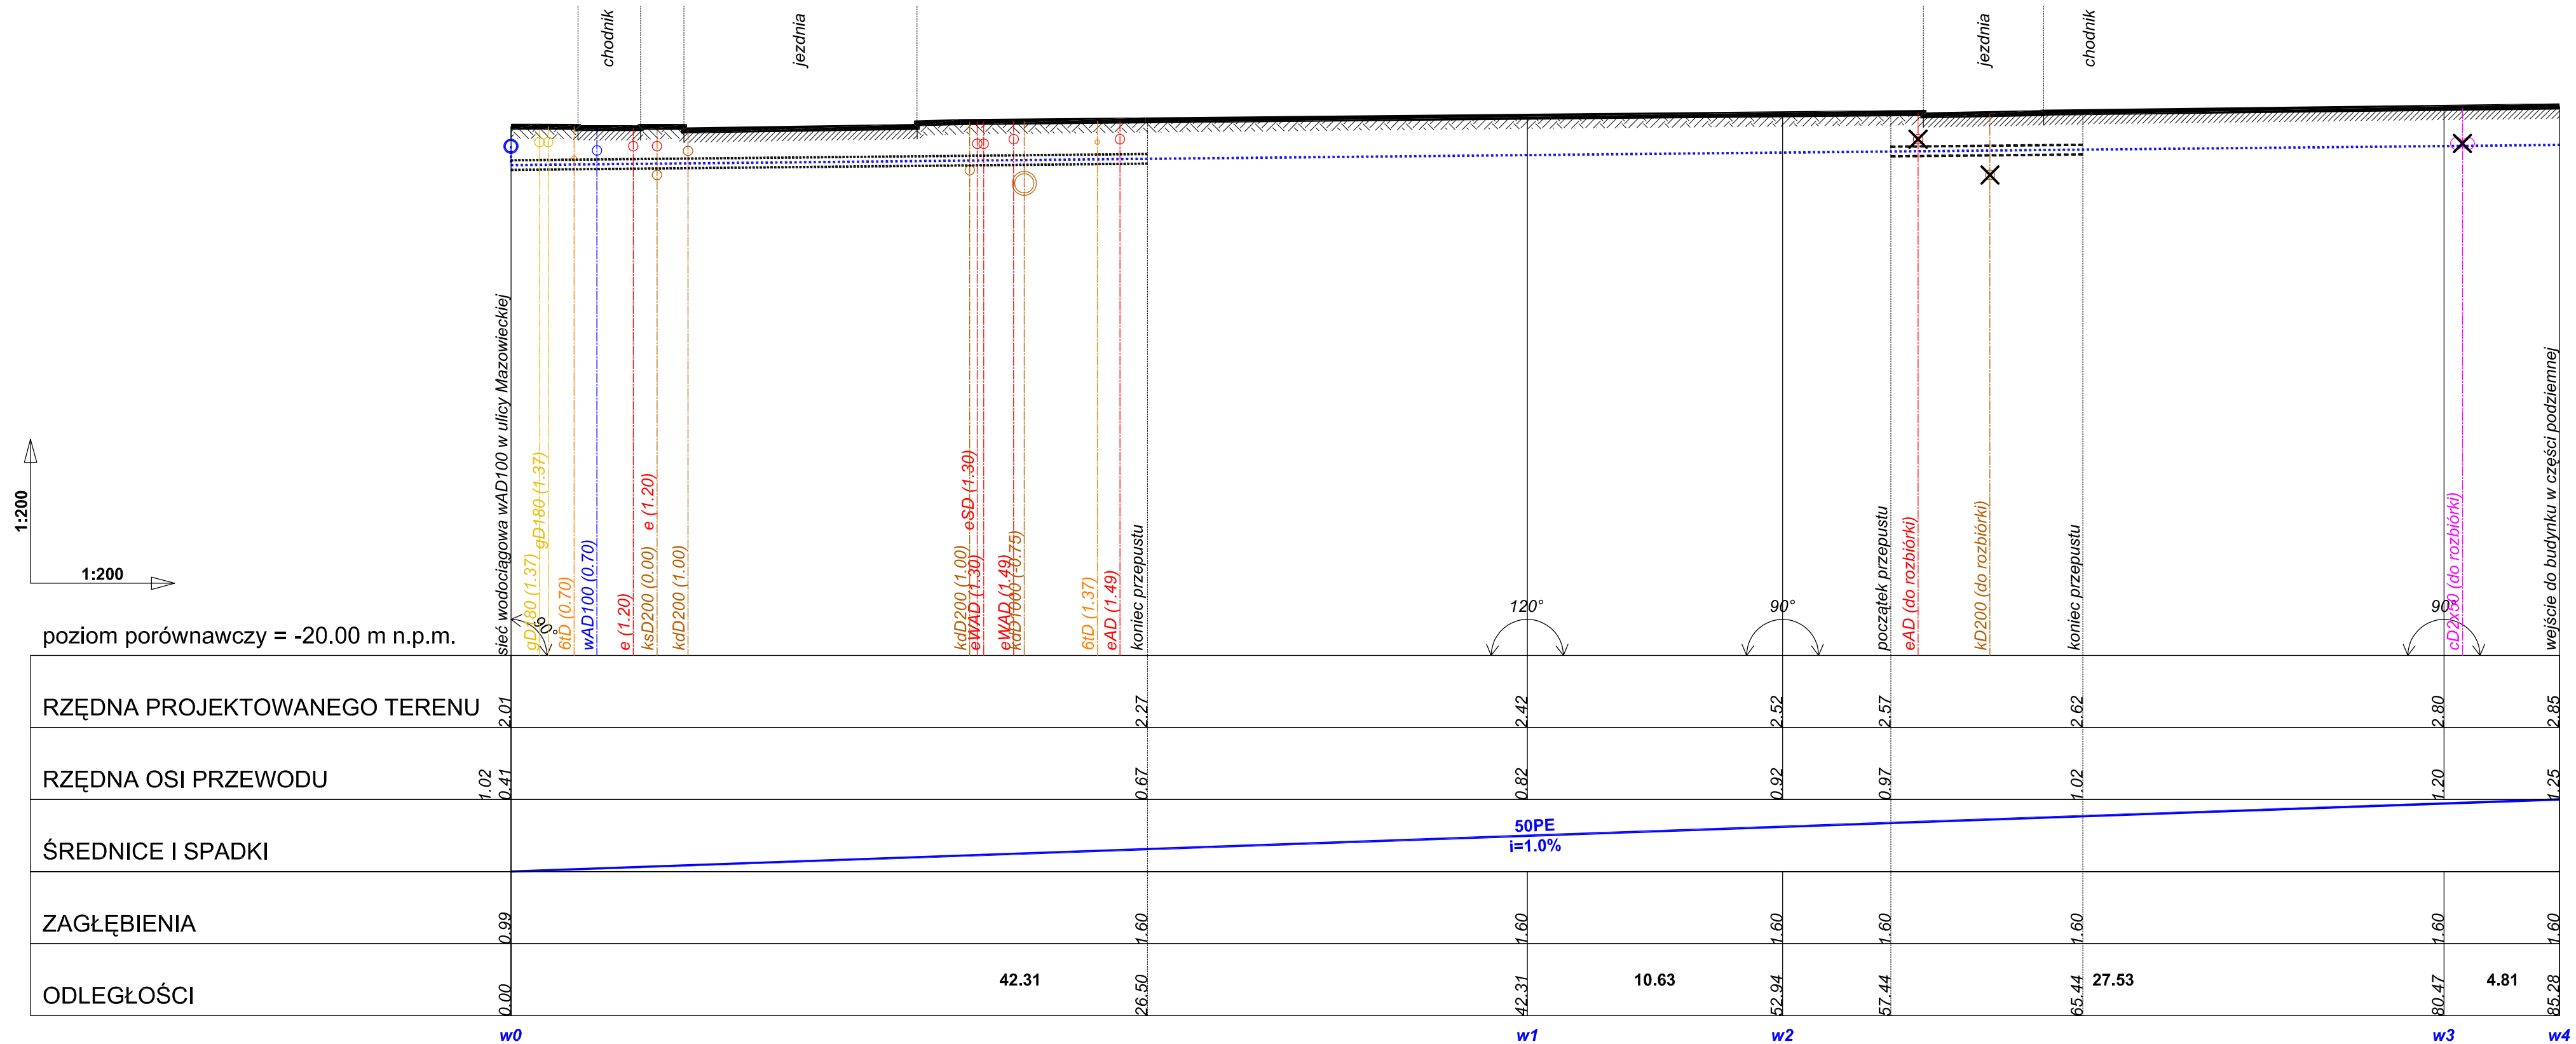 chodnik
jezdnia
jezdnia
chodnik
1:200
1:200
poziom porównawczy = -20.00 m n.p.m.
sieć wodociągowa wAD100 w ulicy Mazowieckiej
90°
gD180 (1.37)
gD180 (1.37)
6tD (0.70)
wAD100 (0.70)
e (1.20)
ksD200 (0.00)
e (1.20)
kdD200 (1.00)
kdD200 (1.00)
eWAD (1.30)
eSD (1.30)
eWAD (1.49)
kdD1000 (-0.75)
6tD (1.37)
eAD (1.49)
koniec przepustu
120°
90°
początek przepustu
eAD (do rozbiórki)
kD200 (do rozbiórki)
koniec przepustu
90°
cD2x50 (do rozbiórki)
wejście do budynku w części podziemnej
RZĘDNA PROJEKTOWANEGO TERENU
2.01
2.27
2.42
2.52
2.57
2.62
2.80
2.85
RZĘDNA OSI PRZEWODU
1.02
0.41
0.67
0.82
0.92
0.97
1.02
1.20
1.25
ŚREDNICE I SPADKI
50PE
i=1.0%
ZAGŁĘBIENIA
0.99
1.60
1.60
1.60
1.60
1.60
1.60
1.60
ODLEGŁOŚCI
0.00
42.31
26.50
42.31
10.63
52.94
57.44
65.44
27.53
80.47
4.81
85.28
w0
w1
w2
w3
w4